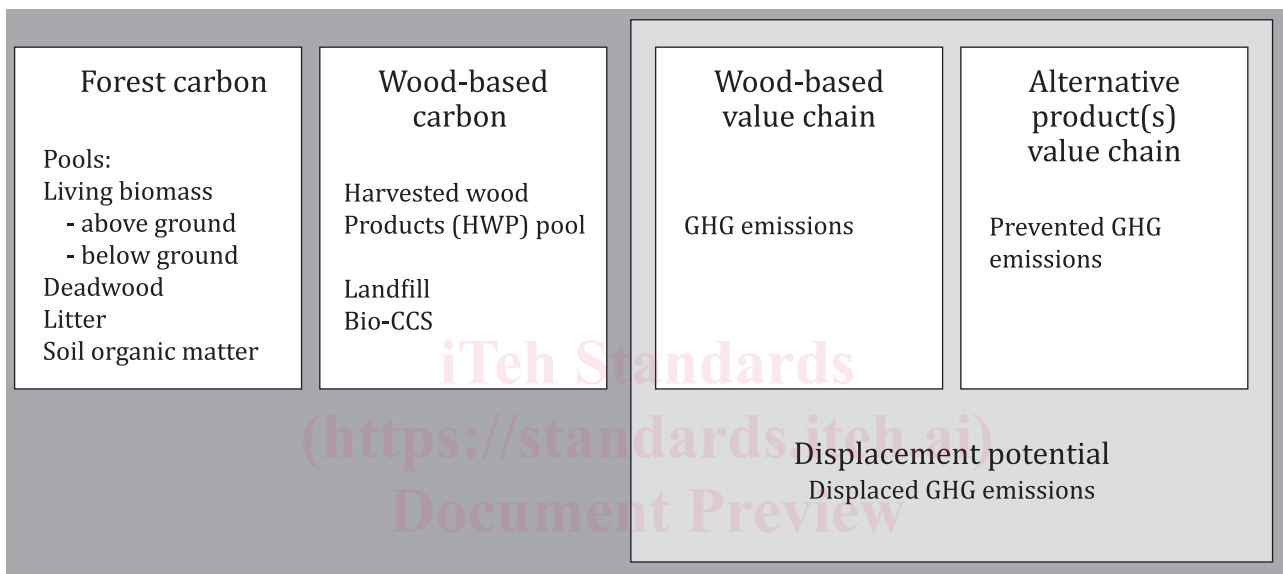 Forest carbon
Pools:
Living biomass
- above ground
- below ground
Deadwood
Litter
Soil organic matter
Wood-based
carbon
Harvested wood
Products (HWP) pool
Landfill
Bio-CCS
Wood-based
value chain
GHG emissions
Alternative
product(s)
value chain
Prevented GHG
emissions
Displacement potential
Displaced GHG emissions
iTeh Standards
(https://standards.iteh.ai)
Document Preview